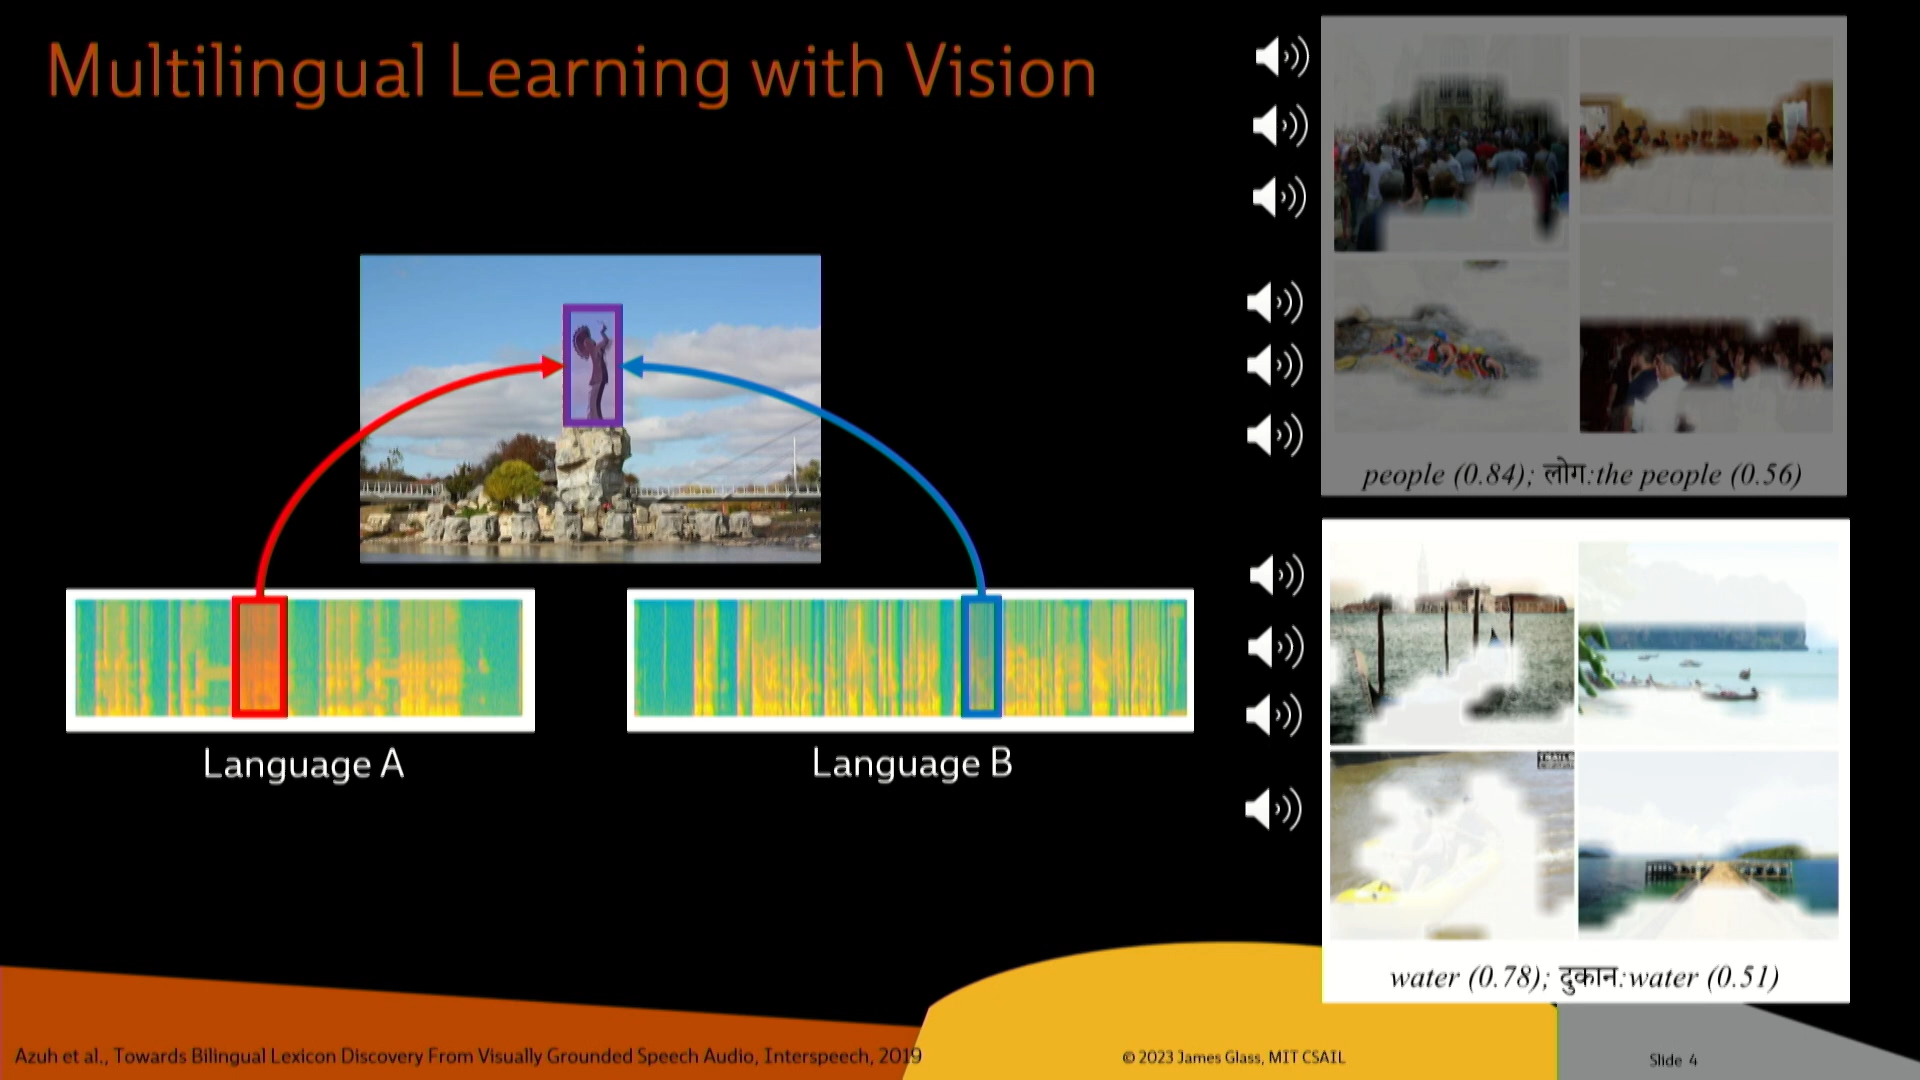 Multilingual Learning with Vision
people (0.84); लोग:the people (0.56)
Language A
Language B
water (0.78); दुकान:water (0.51)
Azuh et al., Towards Bilingual Lexicon Discovery From Visually Grounded Speech Audio, Interspeech, 2019
© 2023 James Glass, MIT CSAIL
Slide 4